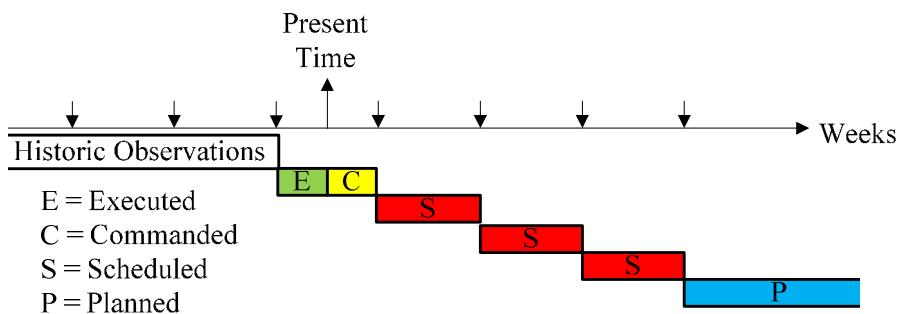 Present
Time
Weeks
Historic Observations
E C
S
S
S
P
E = Executed
C = Commanded
S = Scheduled
P = Planned